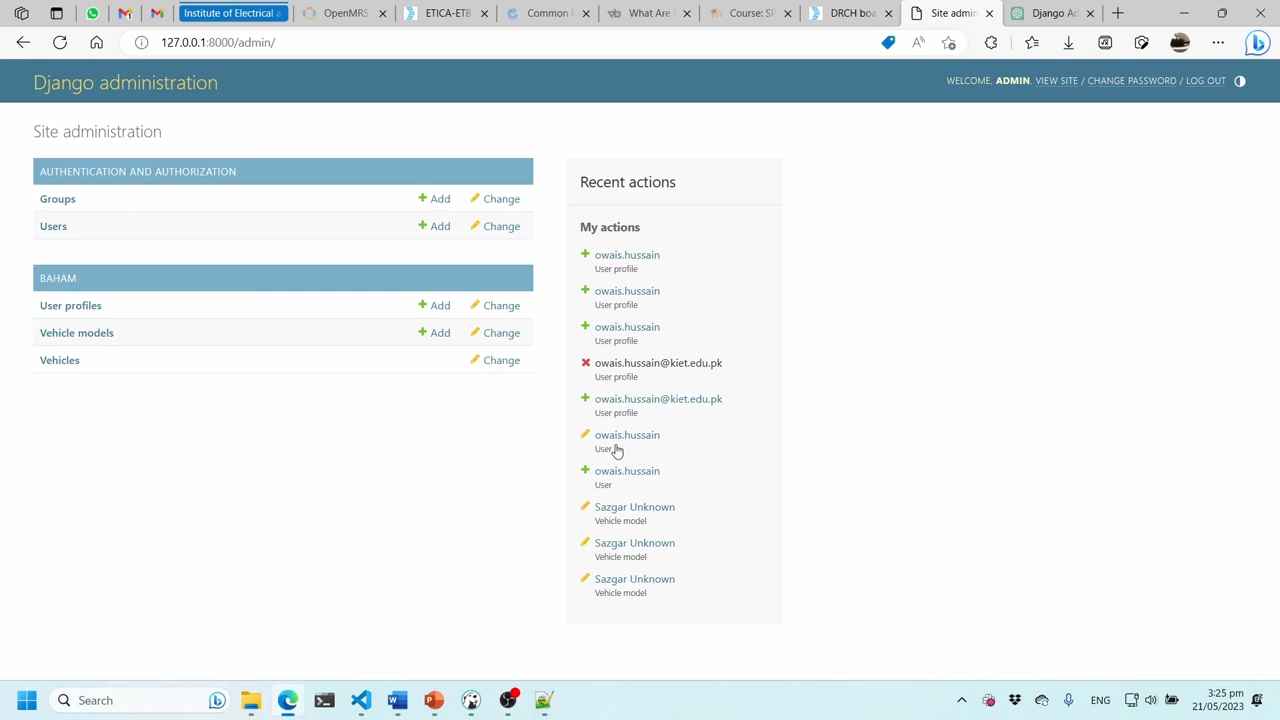 Institute of Electrical a
OpenMRS
ETICA-ETB
Common D
What Are
Course: SP
DRCH boa
Site admin
Django Ad
127.0.0.1:8000/admin/
Django administration
WELCOME, ADMIN. VIEW SITE / CHANGE PASSWORD / LOG OUT
Site administration
AUTHENTICATION AND AUTHORIZATION
Groups Add Change
Users Add Change
BAHAM
User profiles Add Change
Vehicle models Add Change
Vehicles Change
Recent actions
My actions
owais.hussain
User profile
owais.hussain
User profile
owais.hussain
User profile
owais.hussain@kiet.edu.pk
User profile
owais.hussain@kiet.edu.pk
User profile
owais.hussain
User
owais.hussain
User
Sazgar Unknown
Vehicle model
Sazgar Unknown
Vehicle model
Sazgar Unknown
Vehicle model
Search
ENG
3:25 pm
21/05/2023